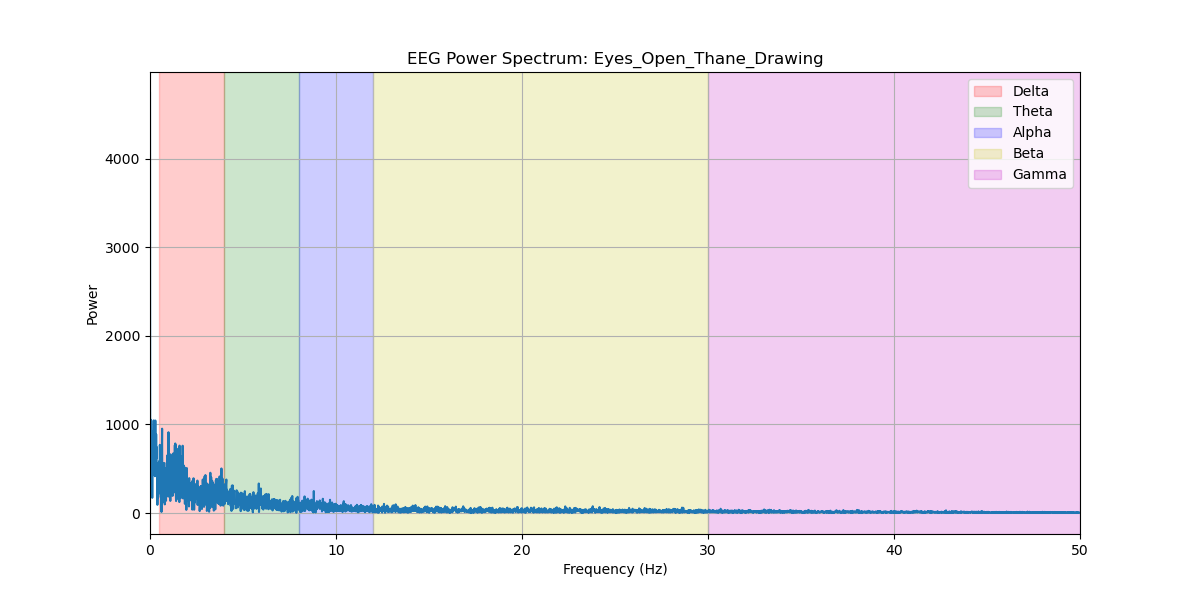 EEG Power Spectrum: Eyes_Open_Thane_Drawing
Delta
Theta
Alpha
Beta
Gamma
4000
3000
2000
1000
0
Power
0 10 20 30 40 50
Frequency (Hz)